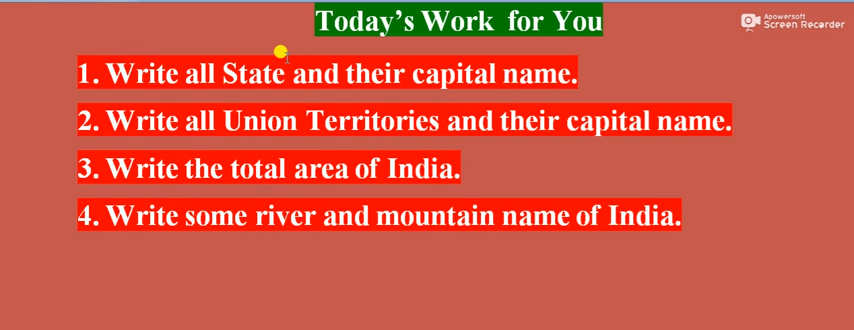 Today's Work for You
Apowersoft
Screen Recorder
1. Write all State and their capital name.
2. Write all Union Territories and their capital name.
3. Write the total area of India.
4. Write some river and mountain name of India.